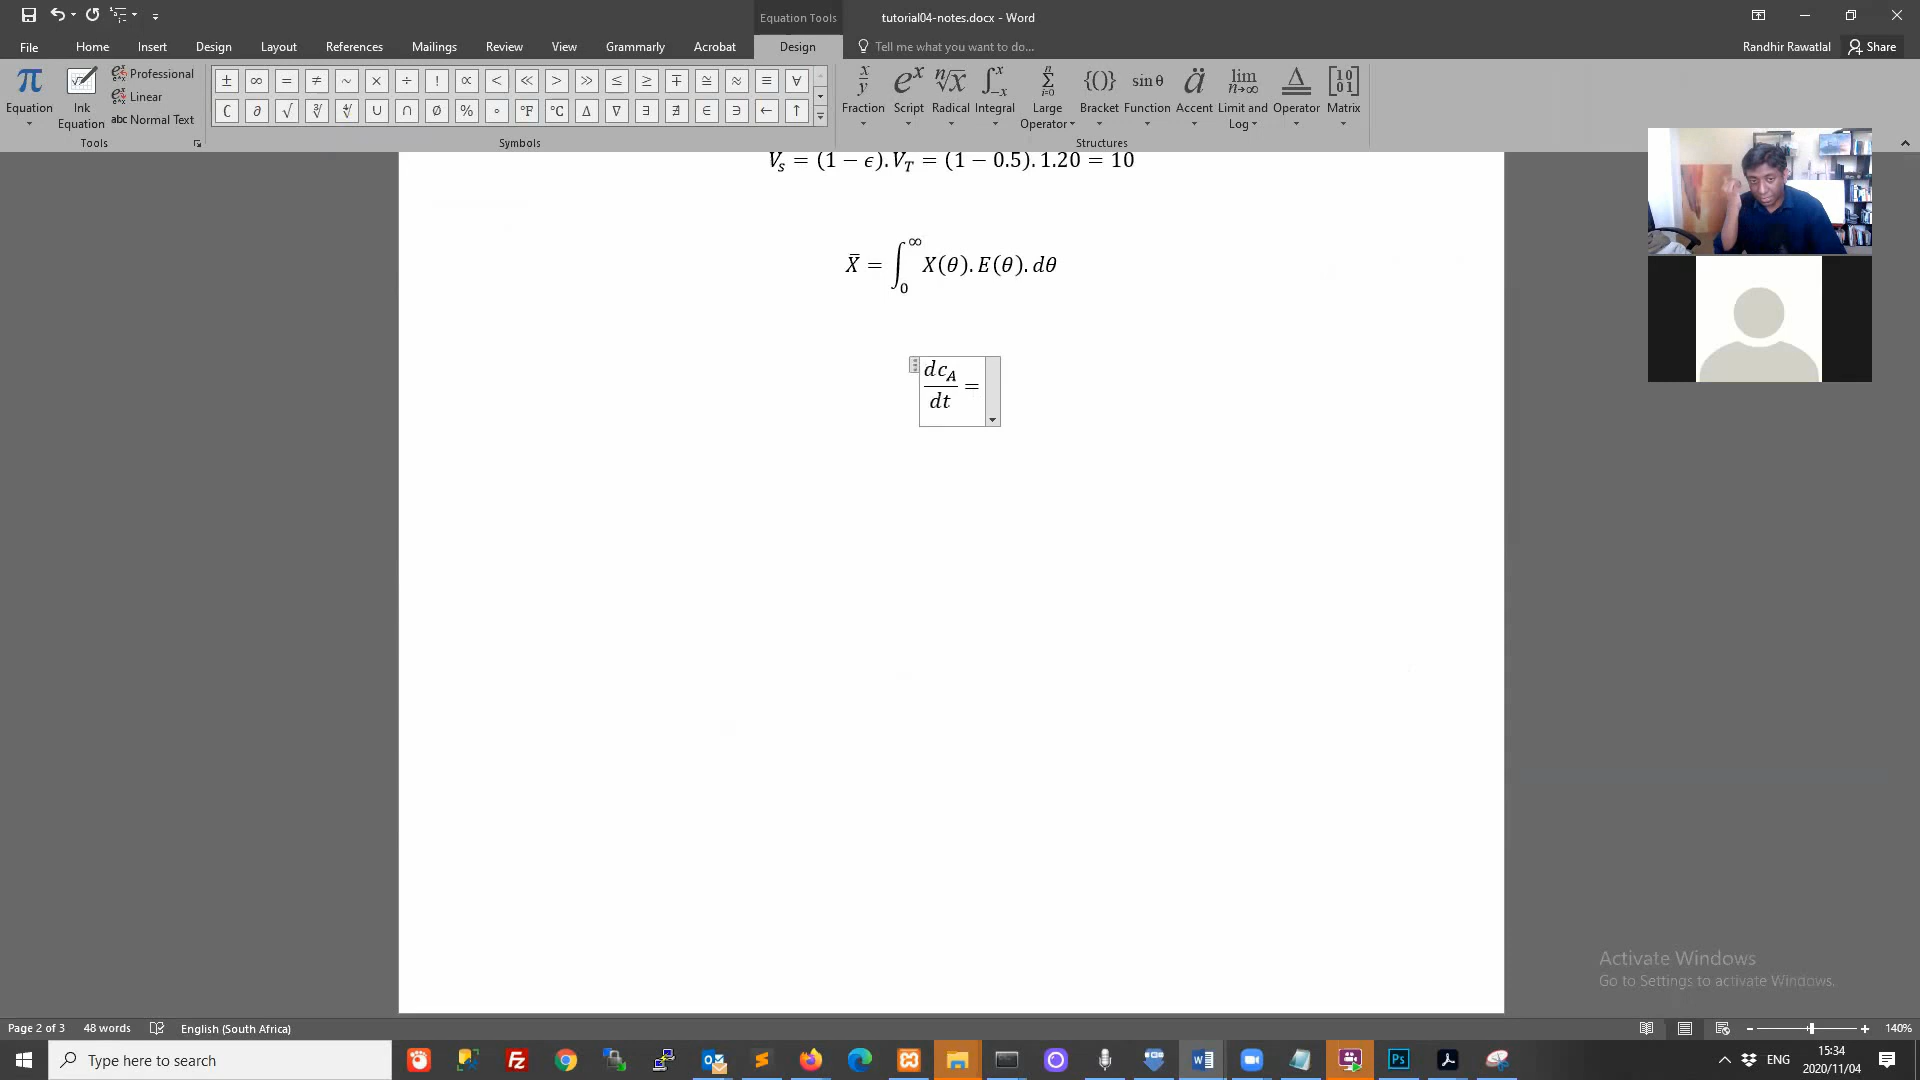 Equation Tools
tutorial04-notes.docx - Word
File Home Insert Design Layout References Mailings Review View Grammarly Acrobat Design Tell me what you want to do... Randhir Rawatlal Share
Equation
Ink Equation
Professional
Linear
abc Normal Text
Tools
± ∞ = ≠ ~ × ÷ ! ∝ < ≪ > ≫ ≤ ≥ ∓ ≅ ≈ ≡ ∀
∁ ∂ √ ∛ ∜ ∪ ∩ ∅ % ° °F °C ∆ ∇ ∃ ∄ ∈ ∋ ← ↑
Symbols
Fraction Script Radical Integral Large Operator Bracket Function Accent Limit and Log Operator Matrix
Structures
V_s = (1 − ϵ). V_T = (1 − 0.5). 1.20 = 10
X̄ = ∫_0^∞ X(θ). E(θ). dθ
dc_A/dt =
Activate Windows
Go to Settings to activate Windows.
Page 2 of 3 48 words English (South Africa) 140%
Type here to search
ENG
15:34
2020/11/04